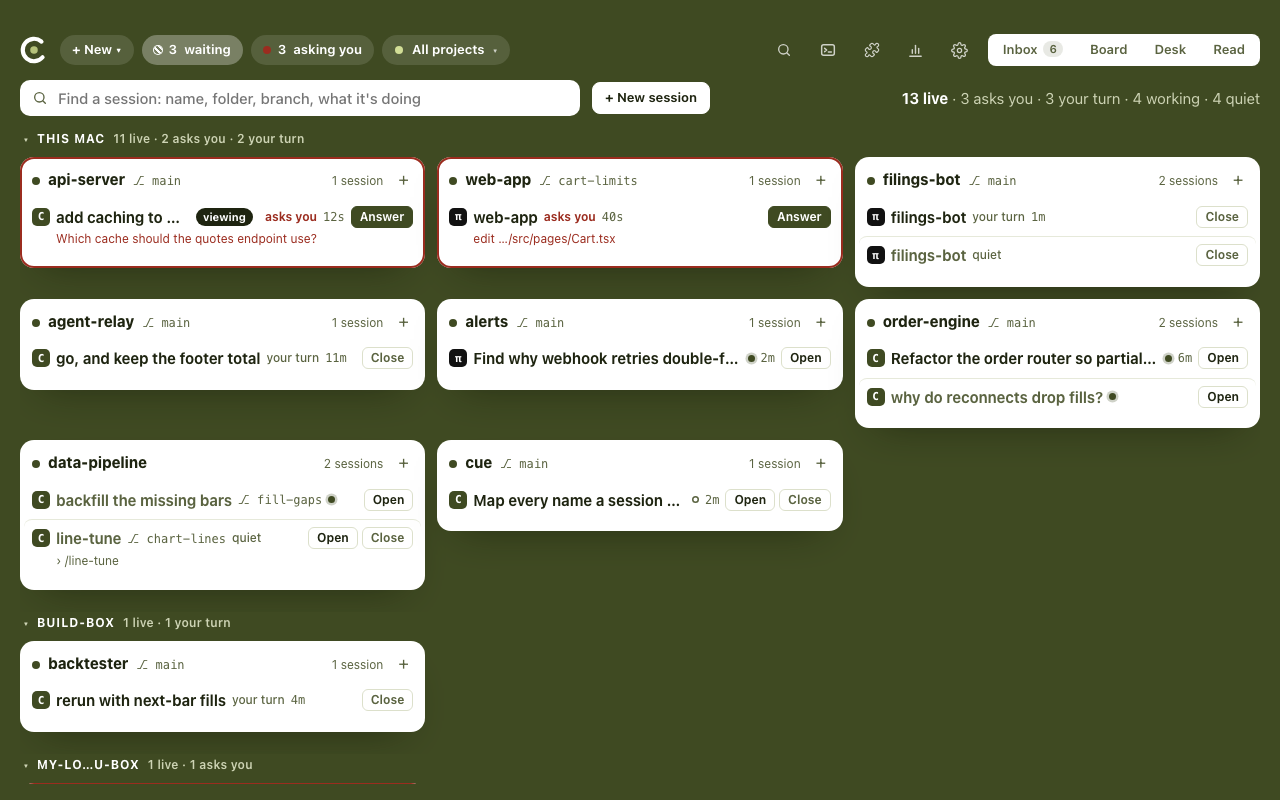 + New ▾
3 waiting
3 asking you
All projects ▾
Inbox 6
Board
Desk
Read
Find a session: name, folder, branch, what it's doing
+ New session
13 live · 3 asks you · 3 your turn · 4 working · 4 quiet
▾ THIS MAC 11 live · 2 asks you · 2 your turn
api-server ⎇ main 1 session +
C add caching to ... viewing asks you 12s Answer
Which cache should the quotes endpoint use?
web-app ⎇ cart-limits 1 session +
π web-app asks you 40s Answer
edit …/src/pages/Cart.tsx
filings-bot ⎇ main 2 sessions +
π filings-bot your turn 1m Close
π filings-bot quiet Close
agent-relay ⎇ main 1 session +
C go, and keep the footer total your turn 11m Close
alerts ⎇ main 1 session +
π Find why webhook retries double-f... 2m Open
order-engine ⎇ main 2 sessions +
C Refactor the order router so partial... 6m Open
C why do reconnects drop fills? Open
data-pipeline 2 sessions +
C backfill the missing bars ⎇ fill-gaps Open
C line-tune ⎇ chart-lines quiet Open Close
› /line-tune
cue ⎇ main 1 session +
C Map every name a session ... 2m Open Close
▾ BUILD-BOX 1 live · 1 your turn
backtester ⎇ main 1 session +
C rerun with next-bar fills your turn 4m Close
▾ MY-LO...U-BOX 1 live · 1 asks you